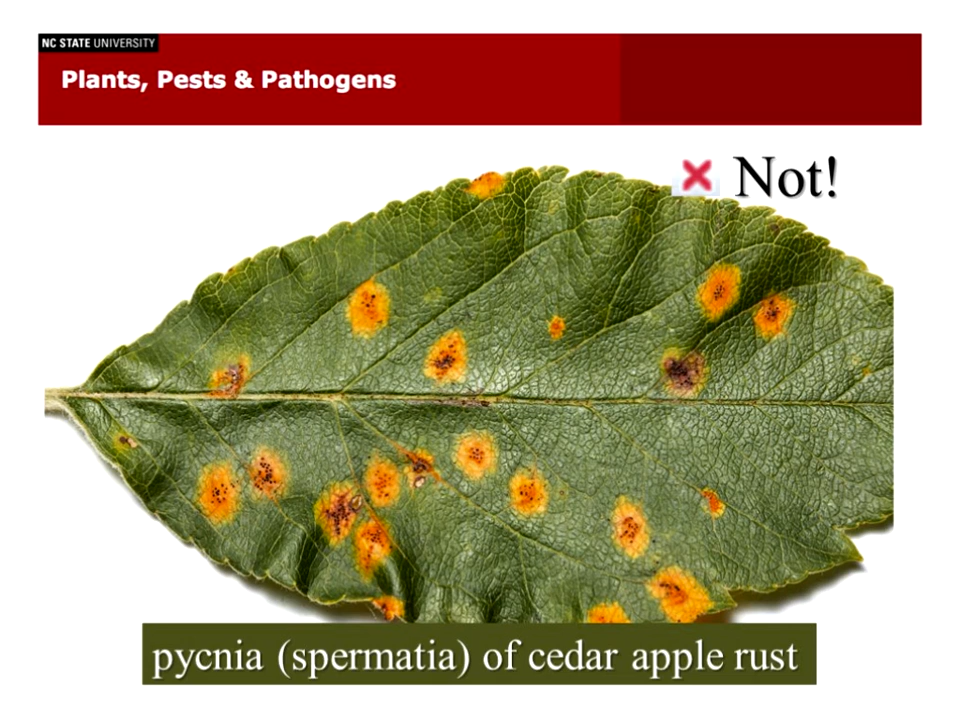 NC STATE UNIVERSITY
Plants, Pests & Pathogens
Not!
pycnia (spermatia) of cedar apple rust